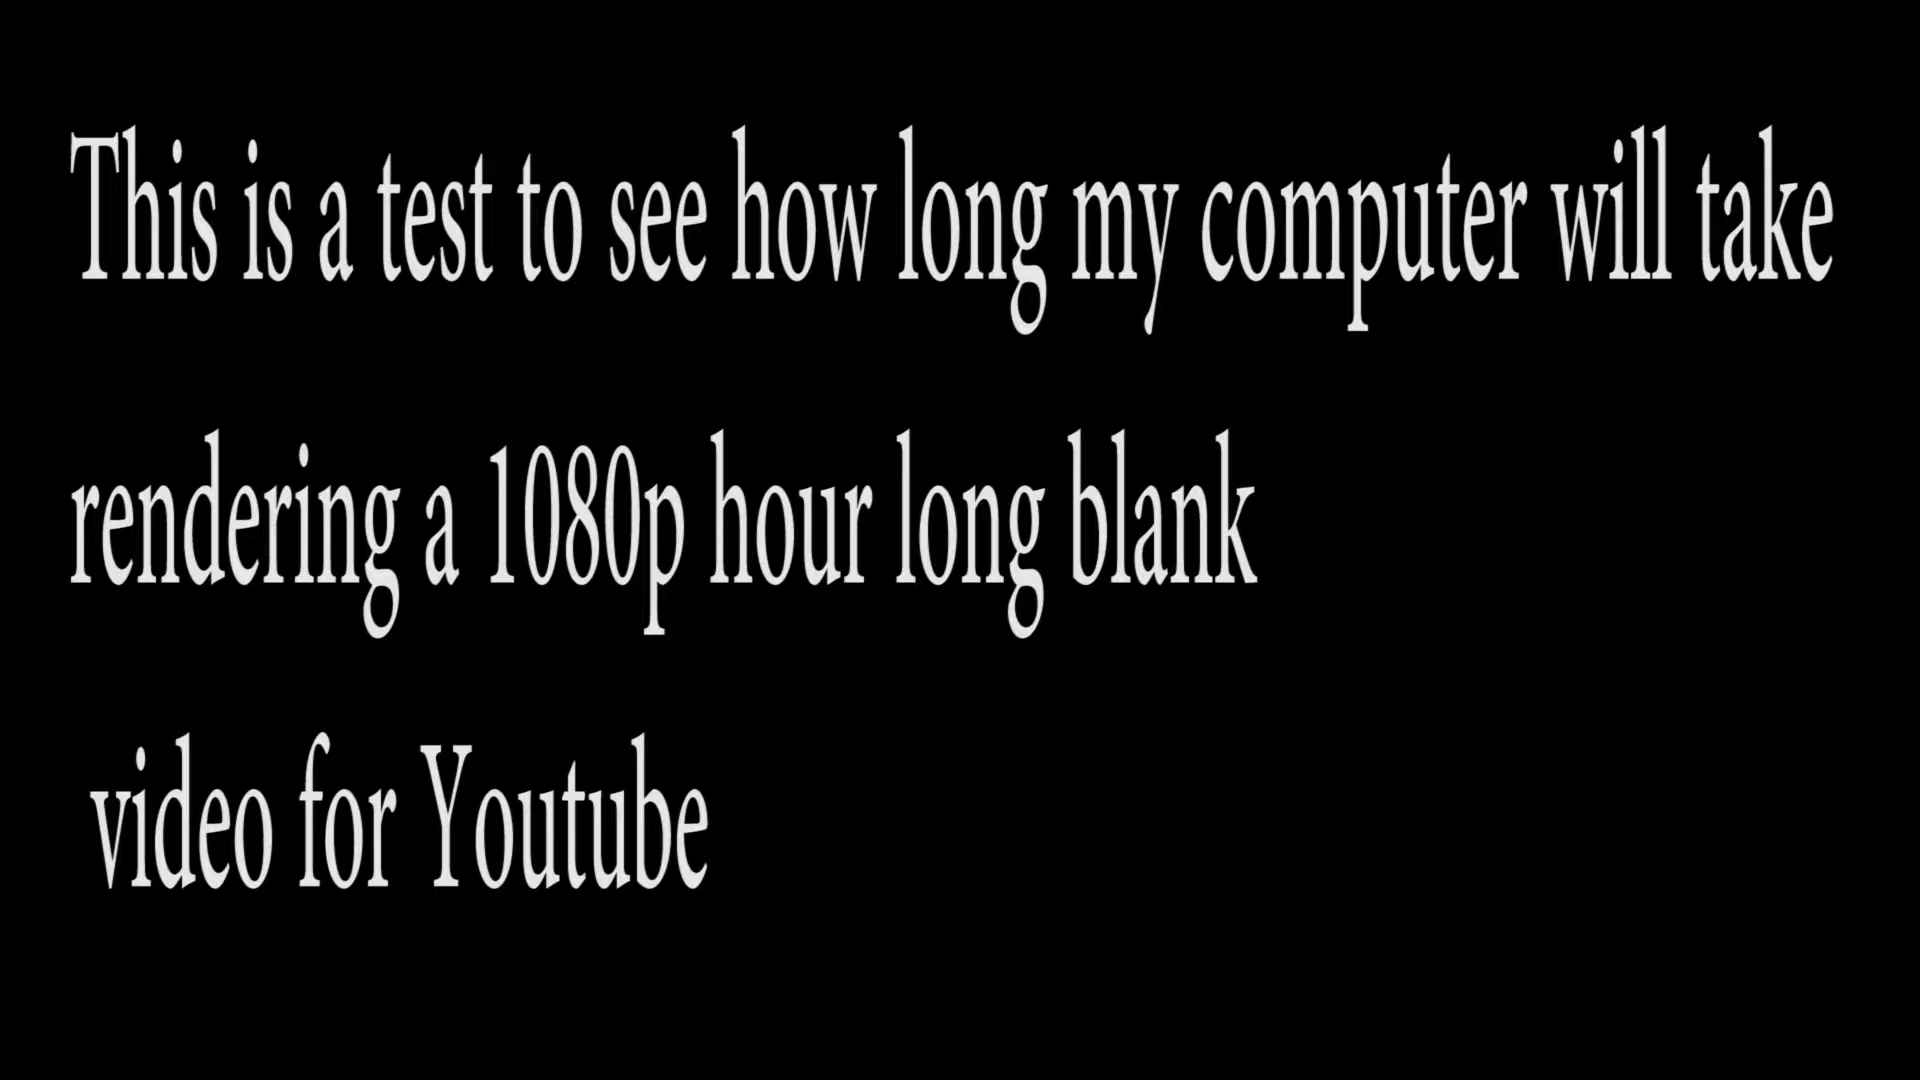 This is a test to see how long my computer will take
rendering a 1080p hour long blank
video for Youtube